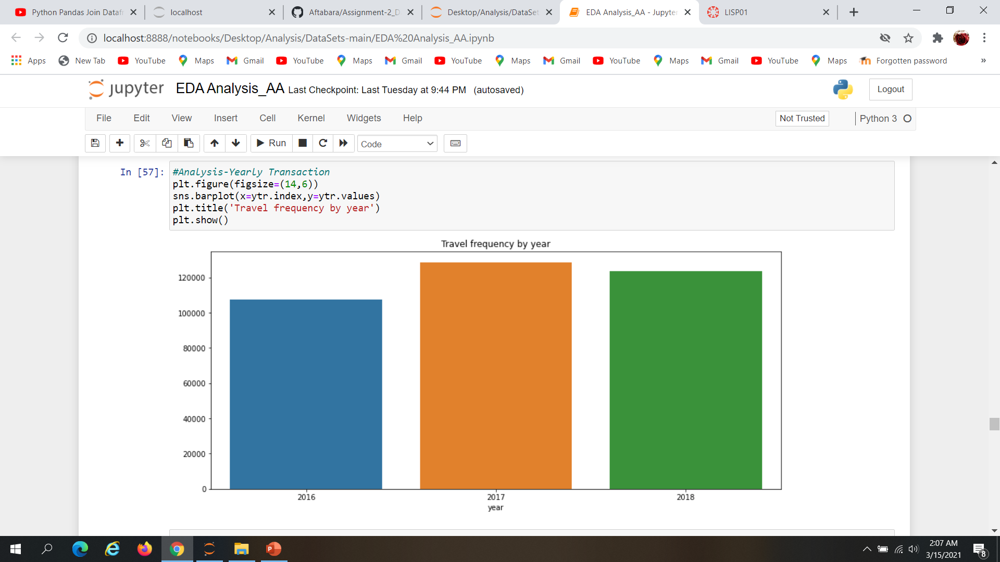 Python Pandas Join Datafr
localhost
Aftabara/Assignment-2_D
Desktop/Analysis/DataSet
EDA Analysis_AA - Jupyter
LISP01
localhost:8888/notebooks/Desktop/Analysis/DataSets-main/EDA%20Analysis_AA.ipynb
Apps New Tab YouTube Maps Gmail YouTube Maps Gmail YouTube Maps Gmail YouTube Maps Gmail YouTube Maps Forgotten password »
jupyter EDA Analysis_AA Last Checkpoint: Last Tuesday at 9:44 PM (autosaved)
Logout
File Edit View Insert Cell Kernel Widgets Help
Not Trusted
Python 3
Run
Code
In [57]:
#Analysis-Yearly Transaction
plt.figure(figsize=(14,6))
sns.barplot(x=ytr.index,y=ytr.values)
plt.title('Travel frequency by year')
plt.show()
Travel frequency by year
120000
100000
80000
60000
40000
20000
0
2016 2017 2018
year
2:07 AM
3/15/2021
8